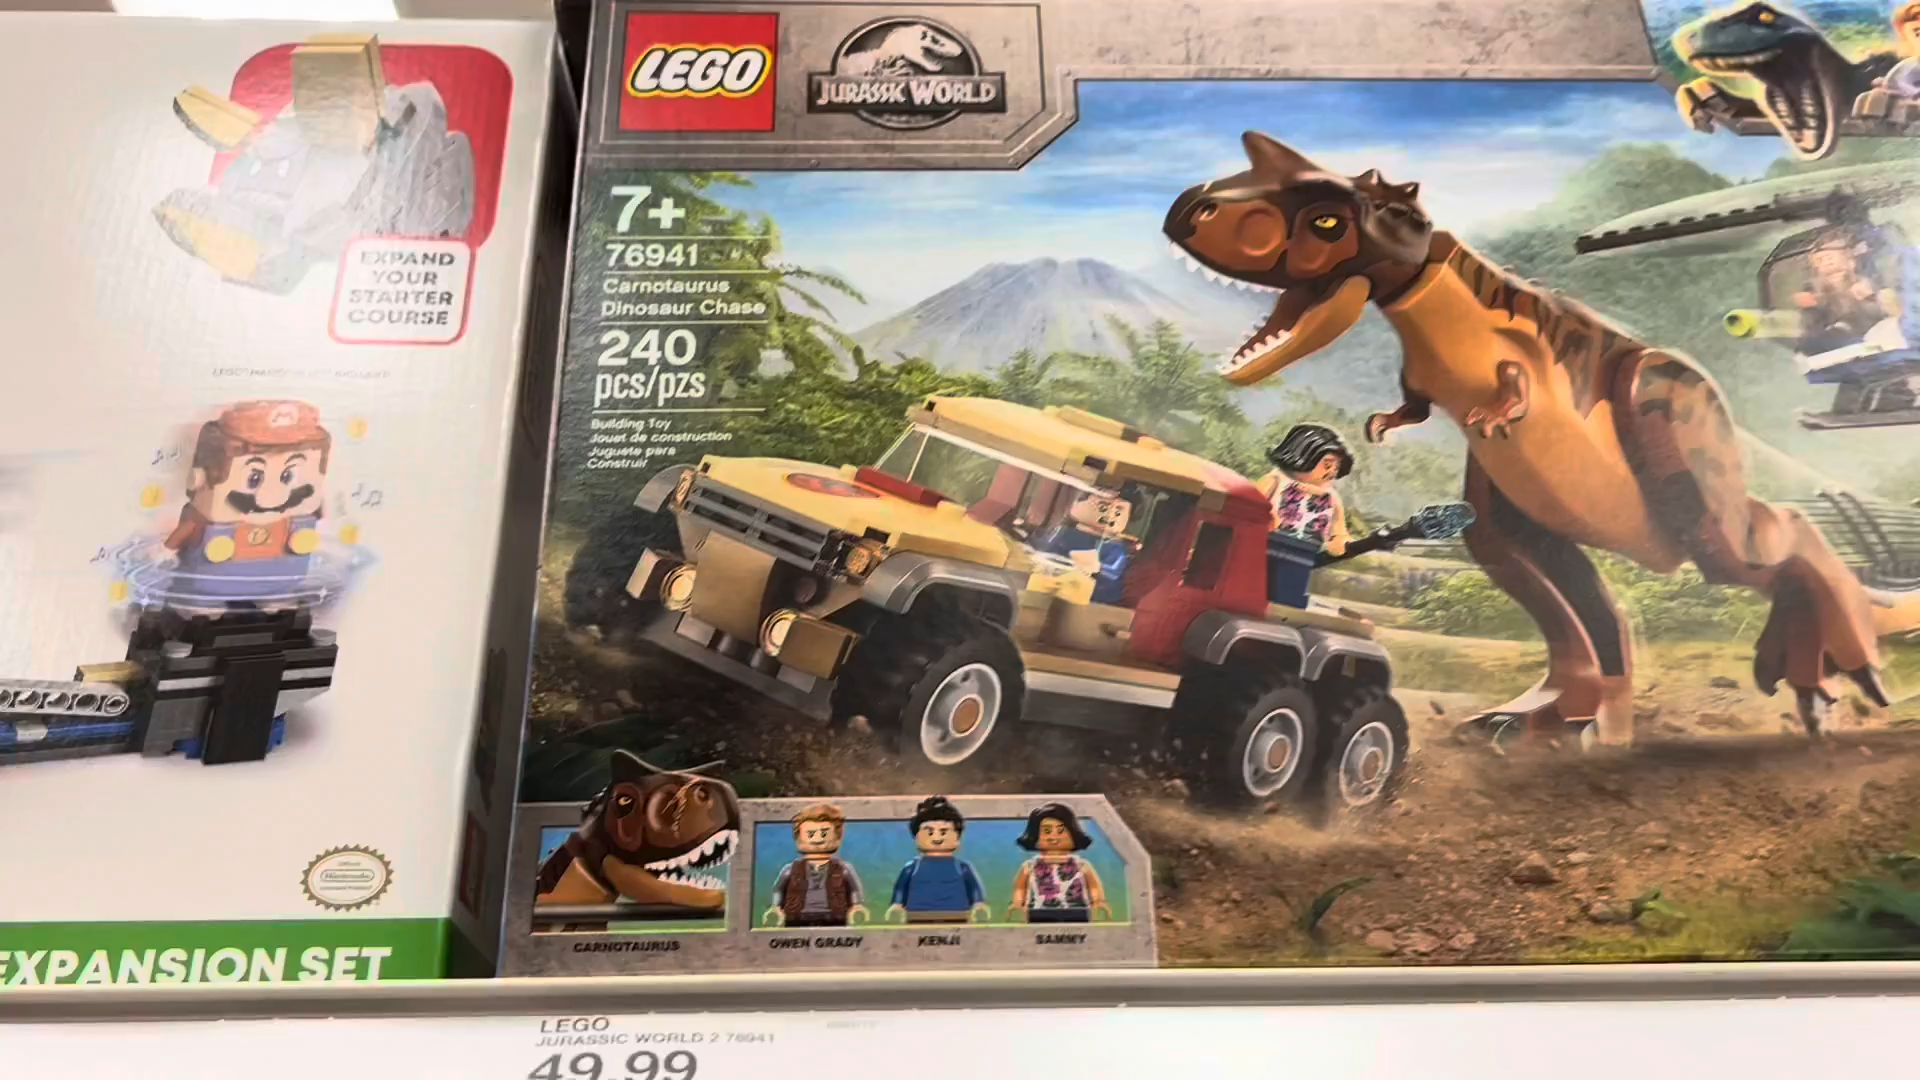 EXPAND
YOUR
STARTER
COURSE
Nintendo
EXPANSION SET
LEGO
JURASSIC WORLD
7+
76941
Carnotaurus
Dinosaur Chase
240
pcs/pzs
Building Toy
Jouet de construction
Juguete para
Construir
CARNOTAURUS
OWEN GRADY
KENJI
SAMMY
LEGO
JURASSIC WORLD 2 76941
49.99